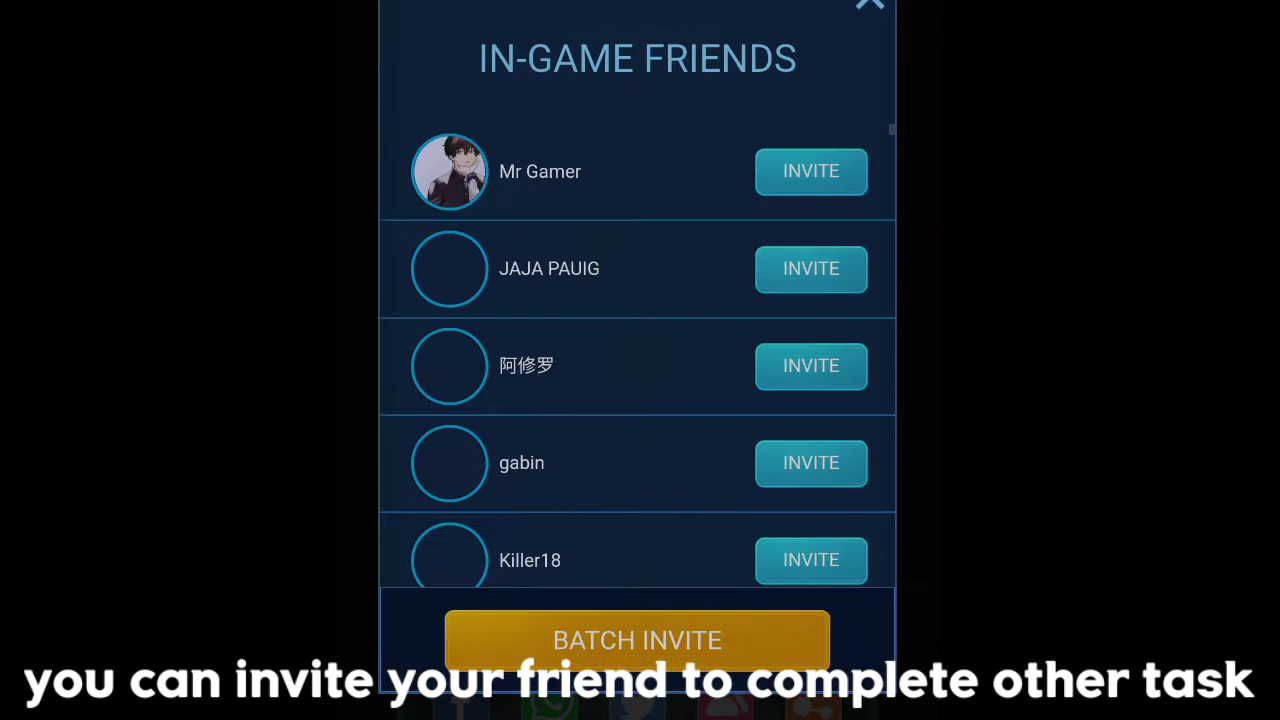 IN-GAME FRIENDS
Mr Gamer
INVITE
JAJA PAUIG
INVITE
阿修罗
INVITE
gabin
INVITE
Killer18
INVITE
BATCH INVITE
you can invite your friend to complete other task